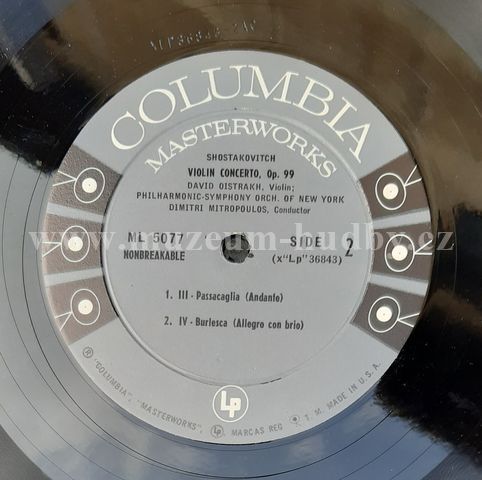 COLUMBIA
MASTERWORKS
SHOSTAKOVITCH
VIOLIN CONCERTO, Op. 99
DAVID OISTRAKH, Violin;
PHILHARMONIC-SYMPHONY ORCH. OF NEW YORK
DIMITRI MITROPOULOS, Conductor
ML 5077
NONBREAKABLE
SIDE 2
(x"Lp"36843)
www.muzeum-hudby.cz
1. III - Passacaglia (Andante)
2. IV - Burlesca (Allegro con brio)
Lp
® "COLUMBIA", "MASTERWORKS", Lp, MARCAS REG. ® T. M. MADE IN U.S.A.